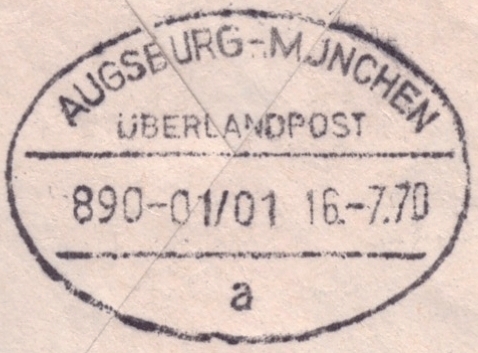 AUGSBURG-MÜNCHEN
ÜBERLANDPOST
890-01/01 16.-7.70
a